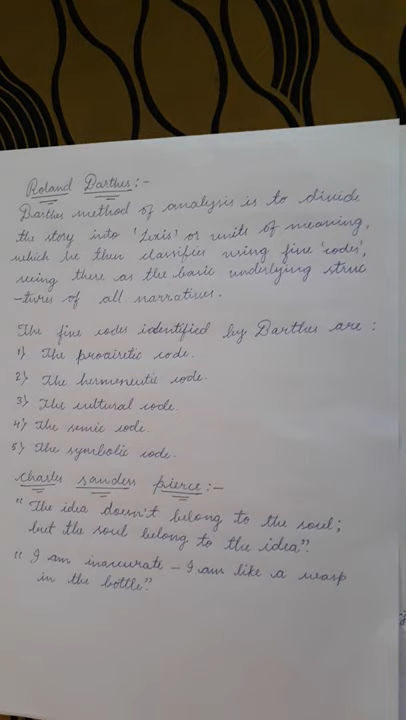 Roland Barthes:-
Barthes method of analysis is to divide
the story into 'Lexis' or units of meaning,
which he then classifies using five 'codes',
seeing there as the basic underlying struc
-tures of all narratives.
The five codes identified by Barthes are :
1) The proairetic code.
2) The hermeneutic code.
3) The cultural code.
4) The semic code.
5) The symbolic code.
Charles sanders pierce:-
"The idea doesn't belong to the soul;
but the soul belong to the idea".
"I am inaccurate - I am like a wasp
in the bottle".